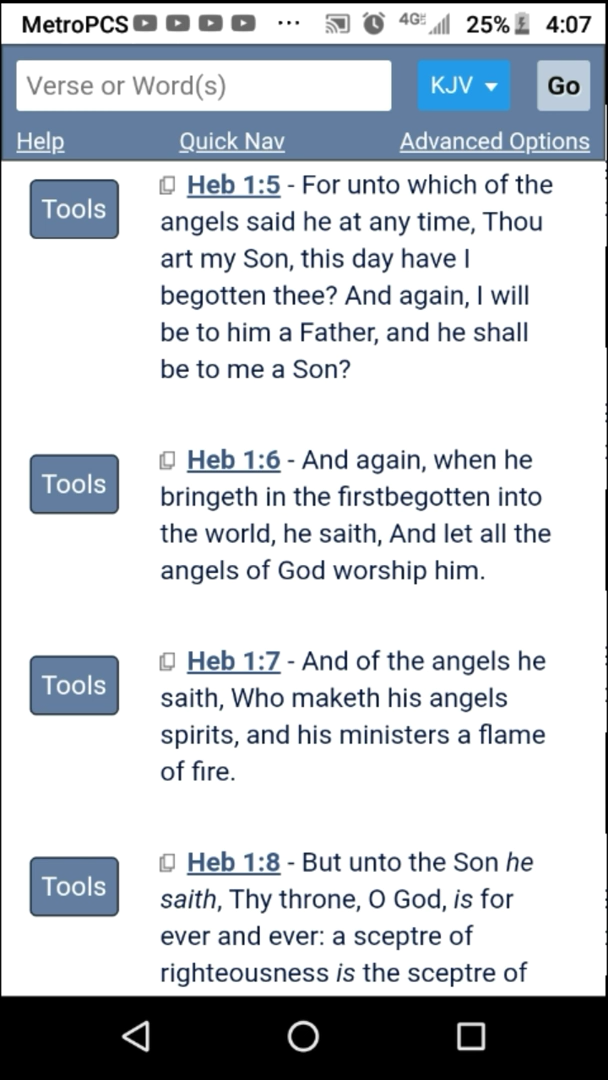 MetroPCS ... 4GE 25% 4:07
Verse or Word(s) KJV Go
Help Quick Nav Advanced Options
Tools
Heb 1:5 - For unto which of the
angels said he at any time, Thou
art my Son, this day have I
begotten thee? And again, I will
be to him a Father, and he shall
be to me a Son?
Tools
Heb 1:6 - And again, when he
bringeth in the firstbegotten into
the world, he saith, And let all the
angels of God worship him.
Tools
Heb 1:7 - And of the angels he
saith, Who maketh his angels
spirits, and his ministers a flame
of fire.
Tools
Heb 1:8 - But unto the Son he
saith, Thy throne, O God, is for
ever and ever: a sceptre of
righteousness is the sceptre of